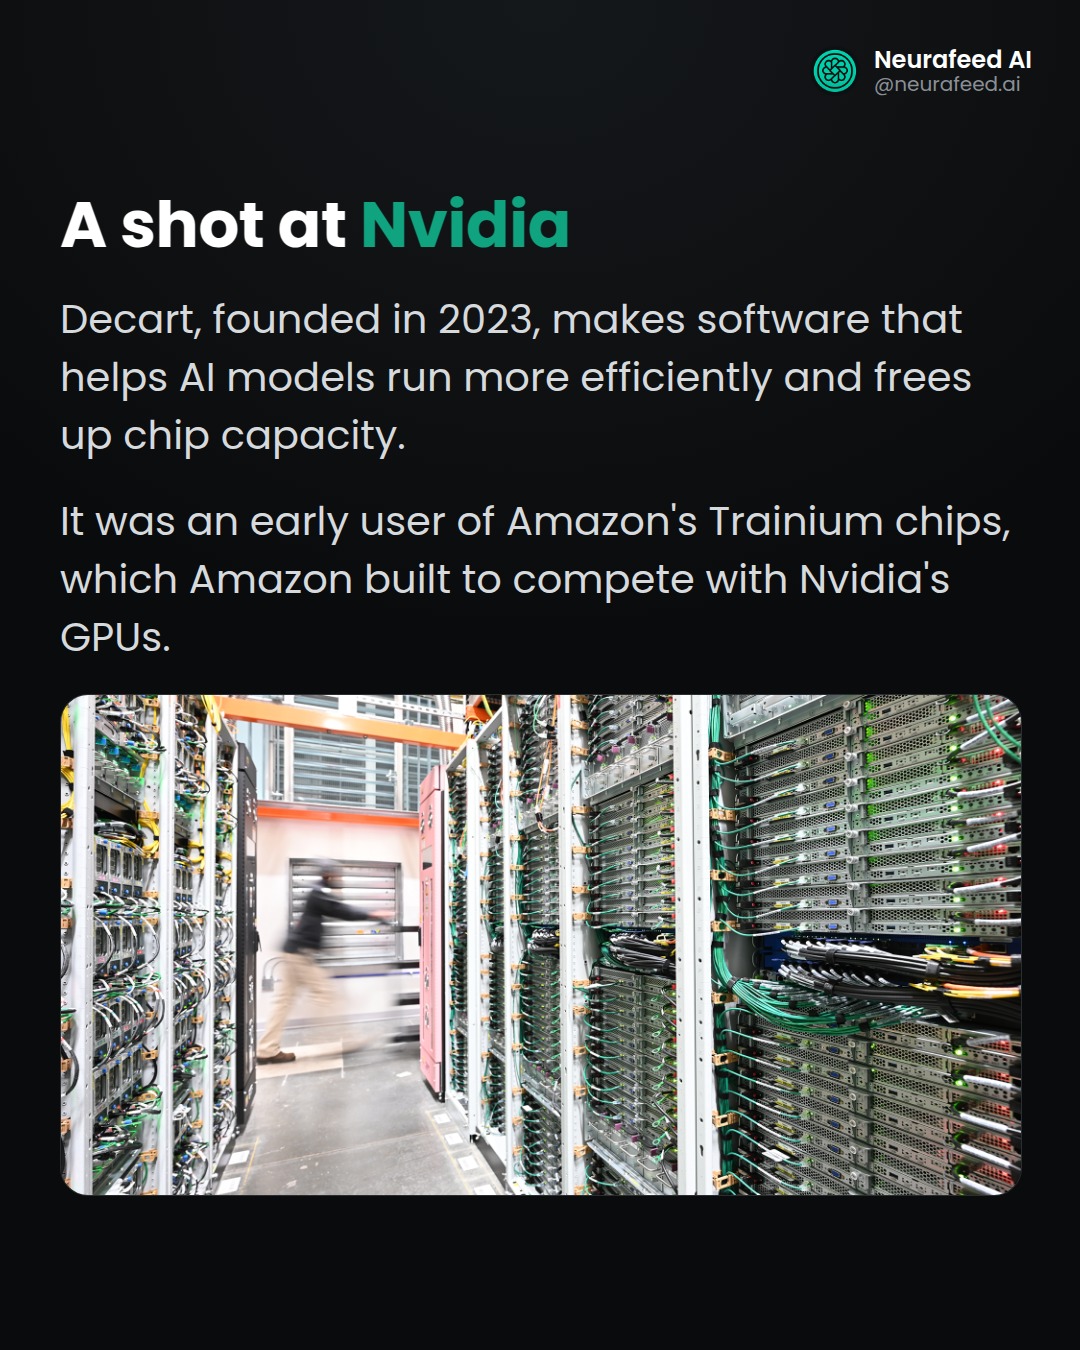 Neurafeed AI
@neurafeed.ai
A shot at Nvidia
Decart, founded in 2023, makes software that
helps AI models run more efficiently and frees
up chip capacity.
It was an early user of Amazon's Trainium chips,
which Amazon built to compete with Nvidia's
GPUs.